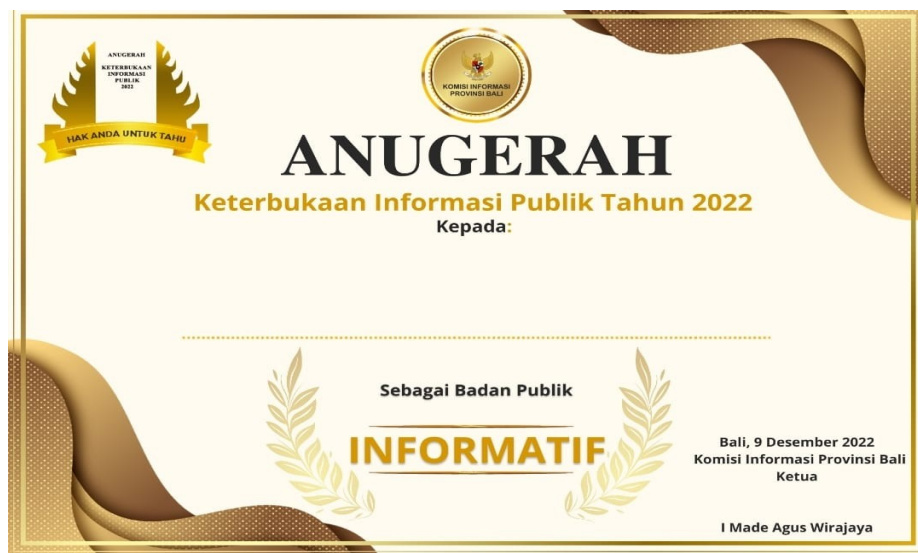 ANUGERAH
KETERBUKAAN
INFORMASI
PUBLIK
2022
HAK ANDA UNTUK TAHU
KOMISI INFORMASI
PROVINSI BALI
ANUGERAH
Keterbukaan Informasi Publik Tahun 2022
Kepada:
Sebagai Badan Publik
INFORMATIF
Bali, 9 Desember 2022
Komisi Informasi Provinsi Bali
Ketua
I Made Agus Wirajaya